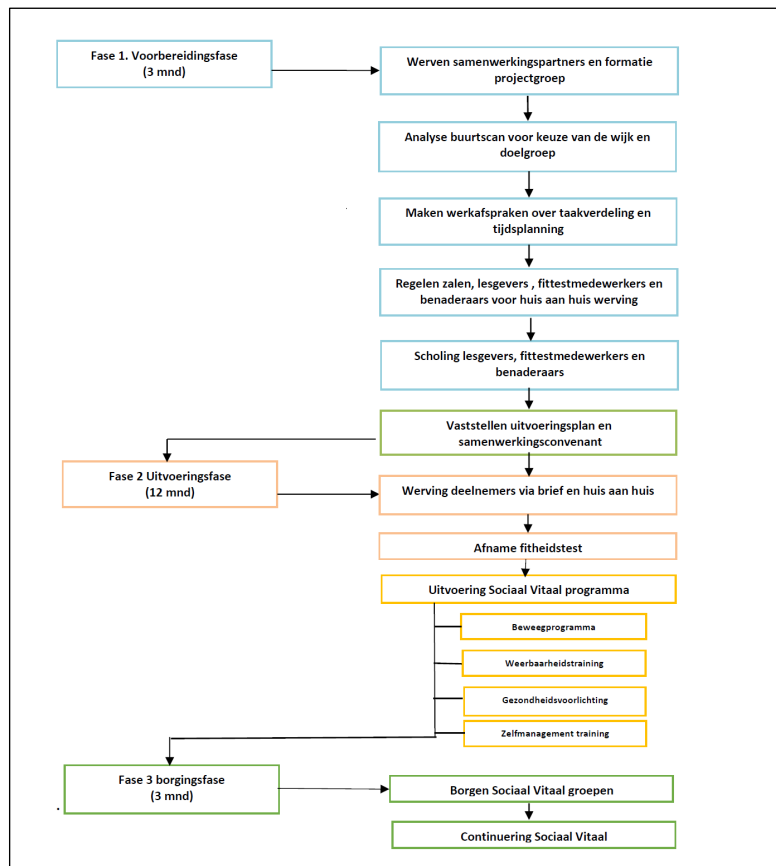 Fase 1. Voorbereidingsfase
(3 mnd)
Werven samenwerkingspartners en formatie
projectgroep
Analyse buurtscan voor keuze van de wijk en
doelgroep
Maken werkafspraken over taakverdeling en
tijdsplanning
Regelen zalen, lesgevers , fittestmedewerkers en
benaderaars voor huis aan huis werving
Scholing lesgevers, fittestmedewerkers en
benaderaars
Vaststellen uitvoeringsplan en
samenwerkingsconvenant
Fase 2 Uitvoeringsfase
(12 mnd)
Werving deelnemers via brief en huis aan huis
Afname fitheidstest
Uitvoering Sociaal Vitaal programma
Beweegprogramma
Weerbaarheidstraining
Gezondheidsvoorlichting
Zelfmanagement training
Fase 3 borgingsfase
(3 mnd)
Borgen Sociaal Vitaal groepen
Continuering Sociaal Vitaal